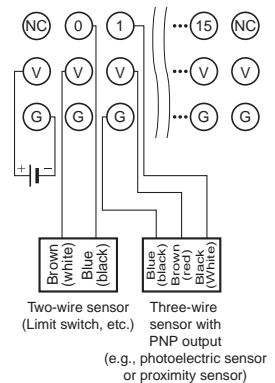 NC 0 1 ••• 15 NC
V V V ••• V V
G G G ••• G G
+ −
Brown
(white)
Blue
(black)
Blue
(black)
Brown
(red)
Black
(White)
Two-wire sensor
(Limit switch, etc.)
Three-wire
sensor with
PNP output
(e.g., photoelectric sensor
or proximity sensor)